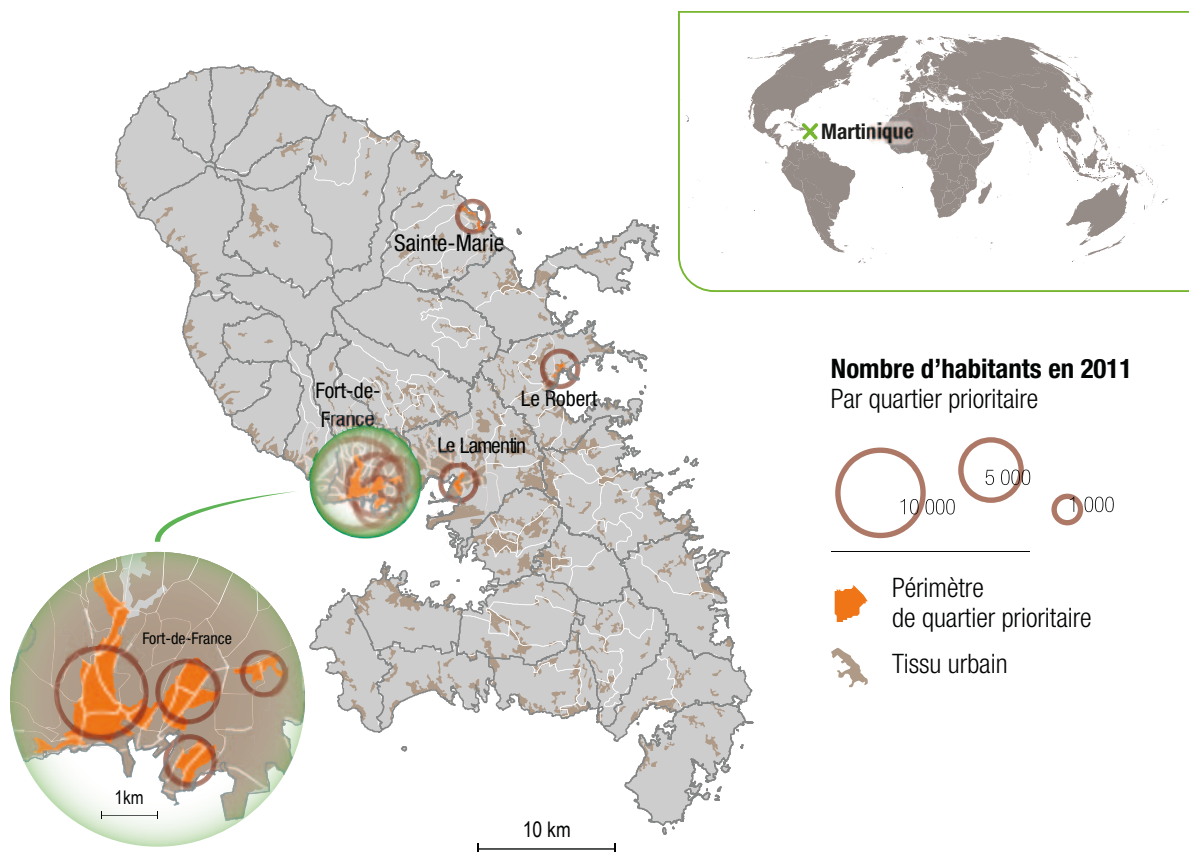 Martinique
Sainte-Marie
Fort-de-
France
Le Robert
Le Lamentin
Nombre d’habitants en 2011
Par quartier prioritaire
10 000
5 000
1 000
Périmètre
de quartier prioritaire
Tissu urbain
Fort-de-France
1km
10 km